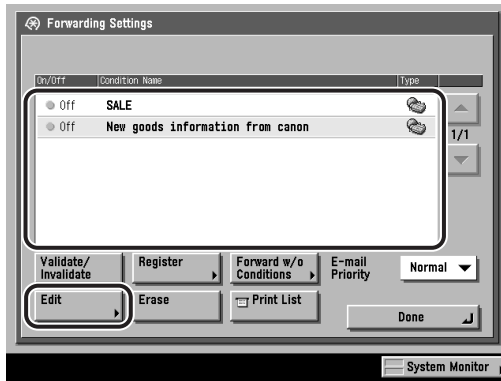 Forwarding Settings
On/Off Condition Name Type
Off SALE
Off New goods information from canon
1/1
Validate/
Invalidate
Register
Forward w/o
Conditions
E-mail
Priority
Normal
Edit
Erase
Print List
Done
System Monitor